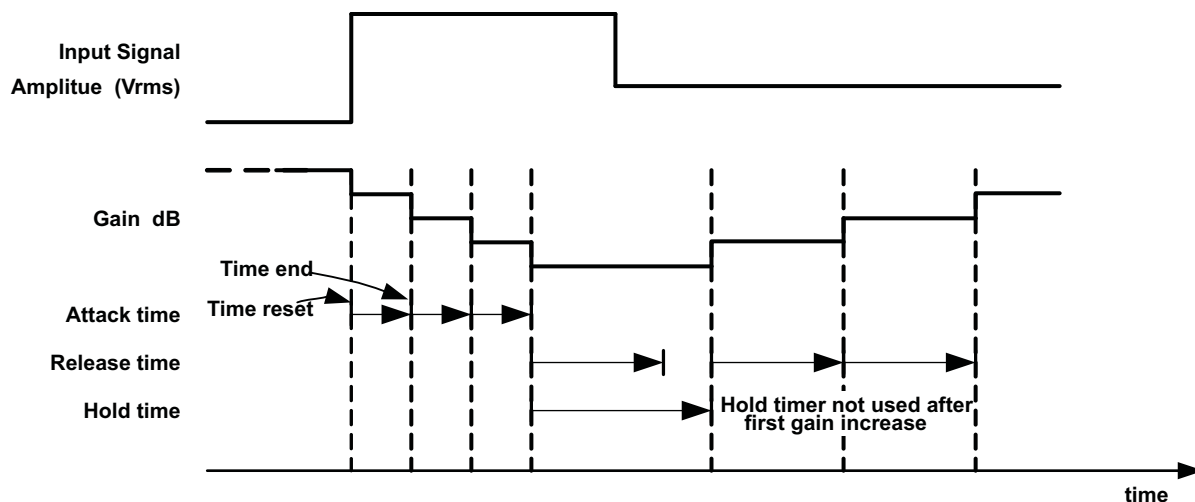 Input Signal
Amplitue (Vrms)
Gain dB
Time end
Time reset
Attack time
Release time
Hold time
Hold timer not used after
first gain increase
time